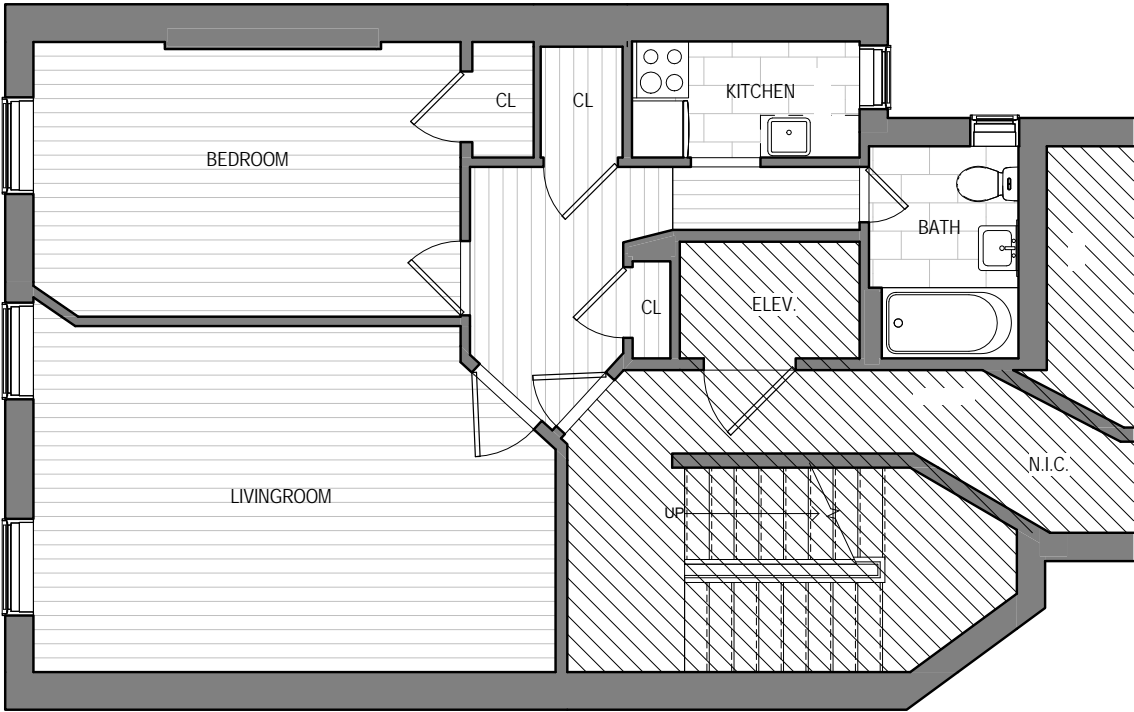 CL
CL
KITCHEN
BEDROOM
BATH
ELEV.
CL
N.I.C.
LIVINGROOM
UP